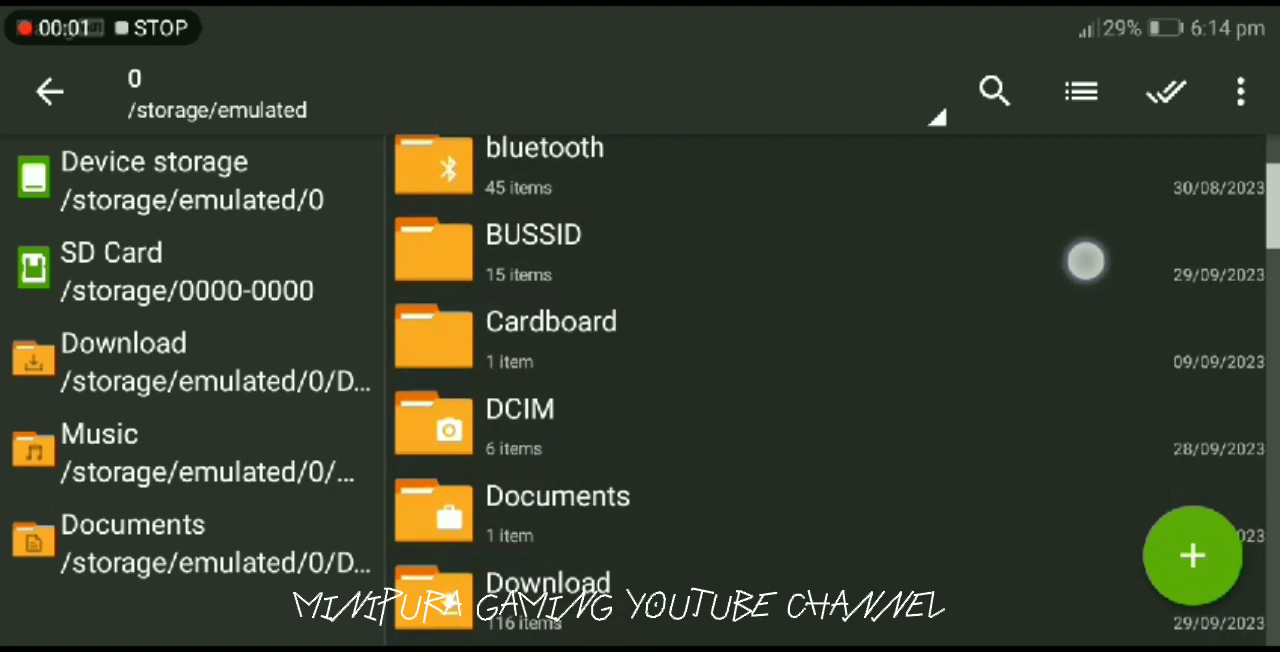 00:01 STOP
29% 6:14 pm
0
/storage/emulated
Device storage
/storage/emulated/0
SD Card
/storage/0000-0000
Download
/storage/emulated/0/D...
Music
/storage/emulated/0/...
Documents
/storage/emulated/0/D...
bluetooth
45 items
30/08/2023
BUSSID
15 items
29/09/2023
Cardboard
1 item
09/09/2023
DCIM
6 items
28/09/2023
Documents
1 item
023
Download
116 items
29/09/2023
MINIPURA GAMING YOUTUBE CHANNEL